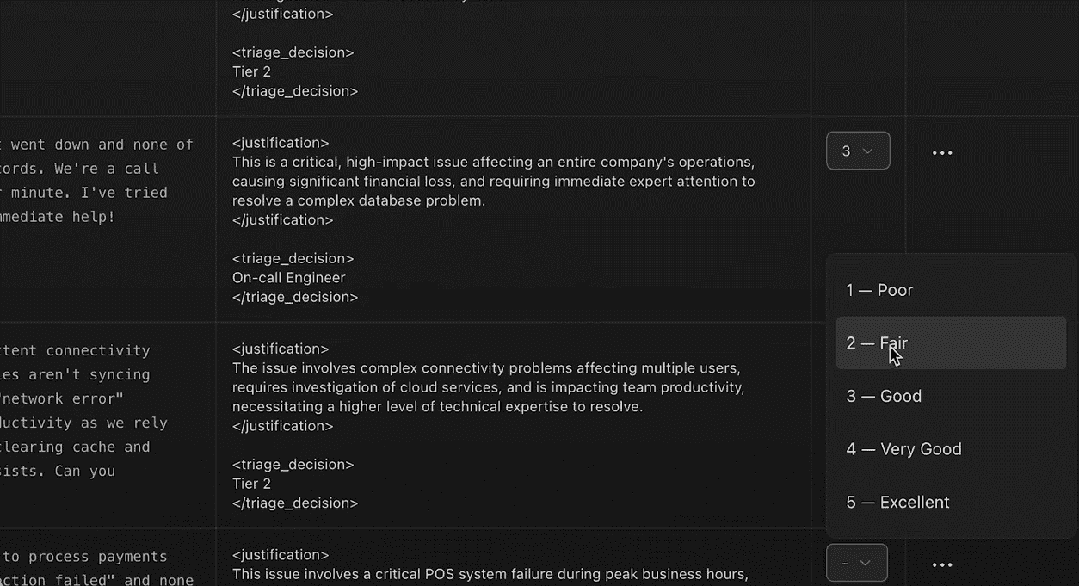 </justification>
<triage_decision>
Tier 2
</triage_decision>
went down and none of
cords. We're a call
minute. I've tried
mmediate help!
<justification>
This is a critical, high-impact issue affecting an entire company's operations,
causing significant financial loss, and requiring immediate expert attention to
resolve a complex database problem.
</justification>
<triage_decision>
On-call Engineer
</triage_decision>
3
...
1 — Poor
2 — Fair
3 — Good
4 — Very Good
5 — Excellent
tent connectivity
es aren't syncing
"network error"
ductivity as we rely
clearing cache and
sists. Can you
<justification>
The issue involves complex connectivity problems affecting multiple users,
requires investigation of cloud services, and is impacting team productivity,
necessitating a higher level of technical expertise to resolve.
</justification>
<triage_decision>
Tier 2
</triage_decision>
to process payments
ction failed" and none
<justification>
This issue involves a critical POS system failure during peak business hours,
-
...